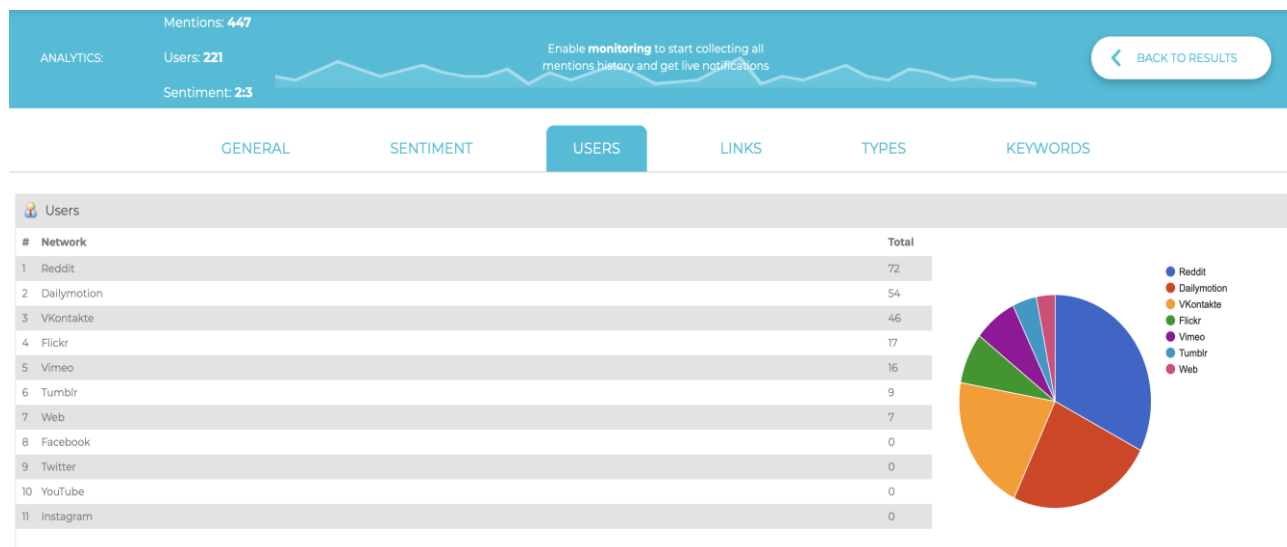 Mentions: 447
ANALYTICS:
Users: 221
Sentiment: 2:3
Enable monitoring to start collecting all
mentions history and get live notifications
BACK TO RESULTS
GENERAL SENTIMENT USERS LINKS TYPES KEYWORDS
Users
# Network Total
1 Reddit 72
2 Dailymotion 54
3 VKontakte 46
4 Flickr 17
5 Vimeo 16
6 Tumblr 9
7 Web 7
8 Facebook 0
9 Twitter 0
10 YouTube 0
11 Instagram 0
Reddit
Dailymotion
VKontakte
Flickr
Vimeo
Tumblr
Web